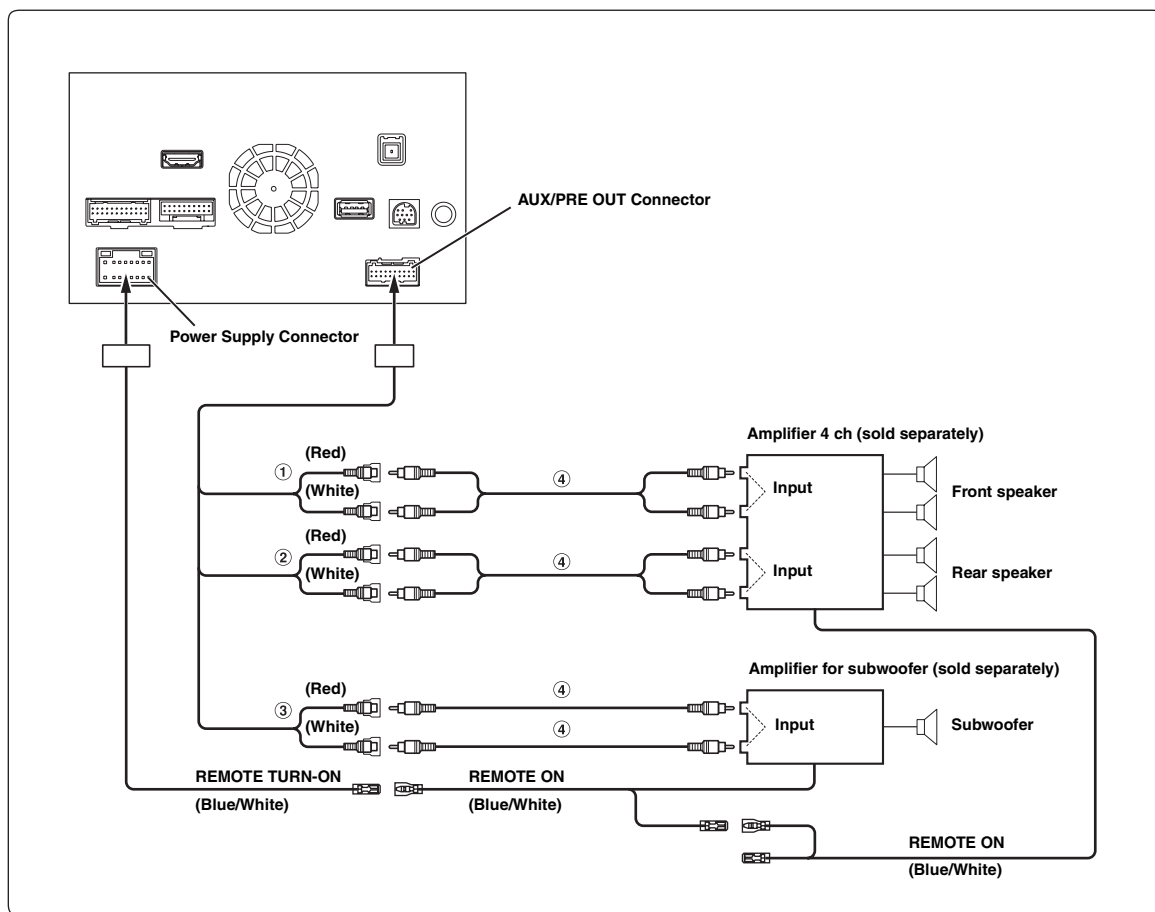 AUX/PRE OUT Connector
Power Supply Connector
Amplifier 4 ch (sold separately)
(Red)
①
④
Input
Front speaker
(White)
(Red)
②
④
Input
Rear speaker
(White)
Amplifier for subwoofer (sold separately)
(Red)
④
③
Input
Subwoofer
(White)
④
REMOTE TURN-ON
(Blue/White)
REMOTE ON
(Blue/White)
REMOTE ON
(Blue/White)